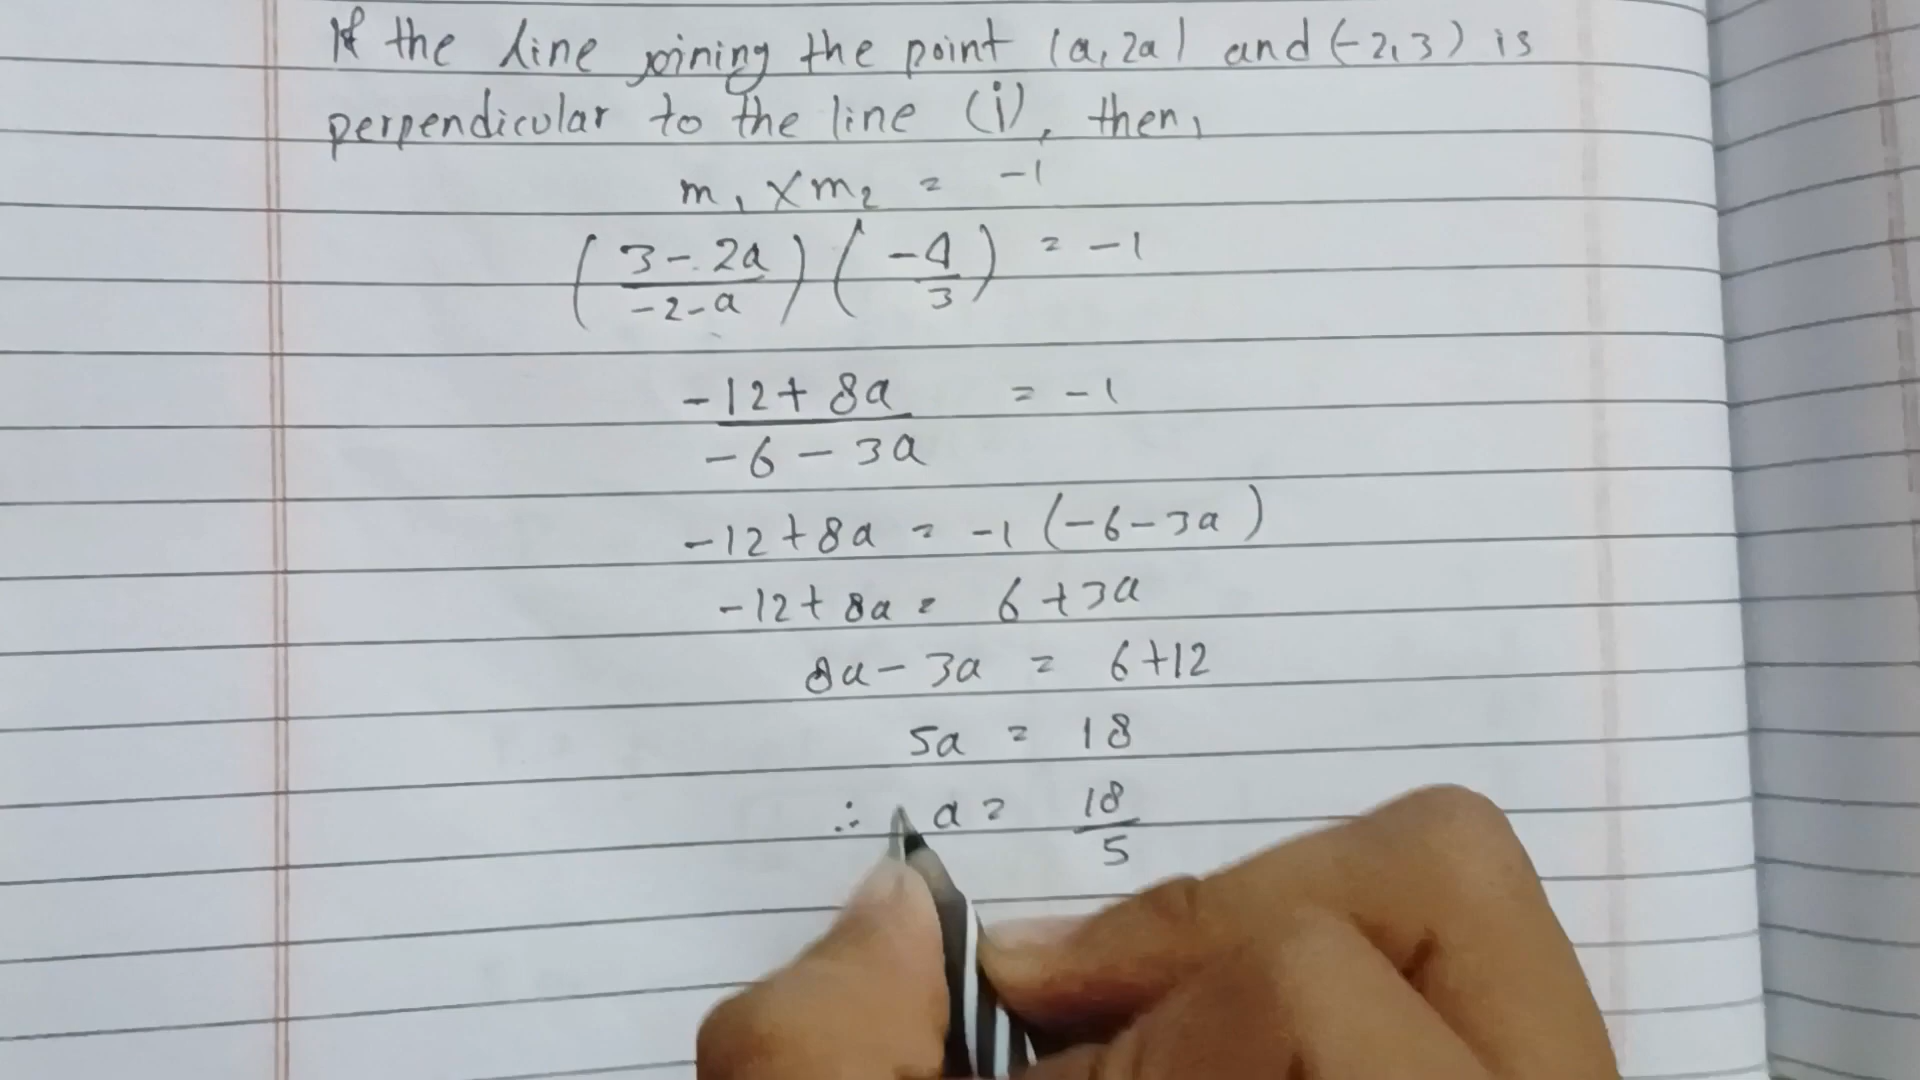 If the line joining the point (a, 2a) and (-2, 3) is
perpendicular to the line (i), then,
m₁ × m₂ = -1
(3 - 2a / -2 - a) (-4 / 3) = -1
-12 + 8a / -6 - 3a = -1
-12 + 8a = -1 (-6 - 3a)
-12 + 8a = 6 + 3a
8a - 3a = 6 + 12
5a = 18
∴ a = 18 / 5